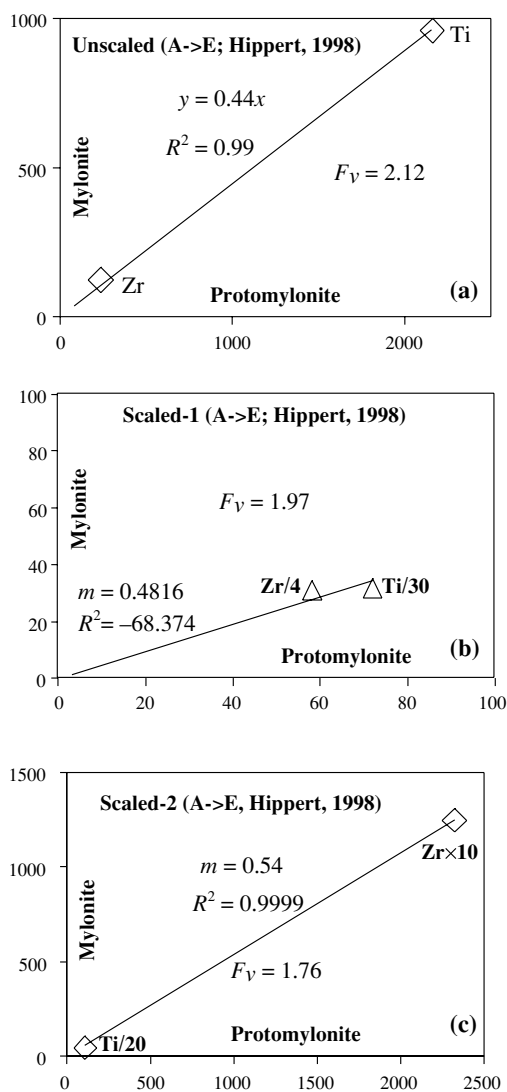 1000
Unscaled (A->E; Hippert, 1998)
Ti
y = 0.44x
R² = 0.99
500
Fv = 2.12
Mylonite
Zr
Protomylonite
(a)
0
0 1000 2000
100
Scaled-1 (A->E; Hippert, 1998)
80
Mylonite
60
Fv = 1.97
40
m = 0.4816
Zr/4
Ti/30
R²= –68.374
20
Protomylonite
(b)
0
0 20 40 60 80 100
1500
Scaled-2 (A->E, Hippert, 1998)
Zr×10
1000
m = 0.54
R² = 0.9999
Mylonite
500
Fv = 1.76
Ti/20
Protomylonite
(c)
0
0 500 1000 1500 2000 2500